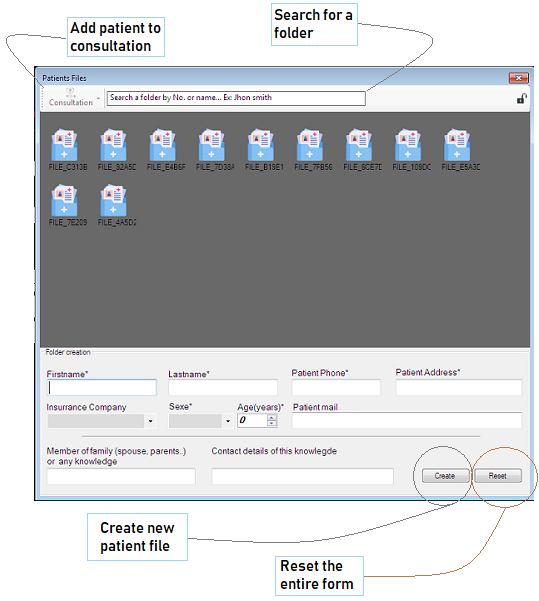 Add patient to
consultation
Search for a
folder
Patients Files
Consultation
Search a folder by No. or name... Ex: Jhon smith
FILE_C313B FILE_92A5D FILE_E4B6F FILE_7D38A FILE_B19E1 FILE_7FB56 FILE_6CE7D FILE_109DC FILE_E5A3D
FILE_7E209 FILE_4A5D2
Folder creation
Firstname* Lastname* Patient Phone* Patient Address*
Insurrance Company Sexe* Age(years)* Patient mail
0
Member of family (spouse, parents..)
or any knowledge
Contact details of this knowlegde
Create Reset
Create new
patient file
Reset the
entire form